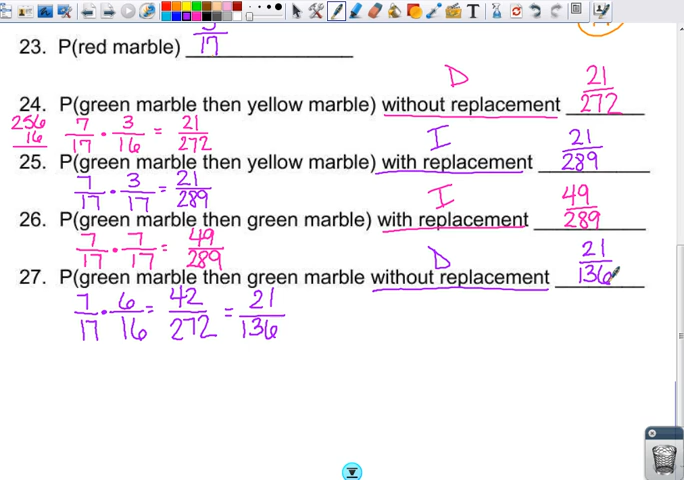 23. P(red marble) 3/17
D 21/272
24. P(green marble then yellow marble) without replacement
256 7/17 · 3/16 = 21/272
16
I 21/289
25. P(green marble then yellow marble) with replacement
7/17 · 3/17 = 21/289
I 49/289
26. P(green marble then green marble) with replacement
7/17 · 7/17 = 49/289
D 21/136
27. P(green marble then green marble without replacement
7/17 · 6/16 = 42/272 = 21/136